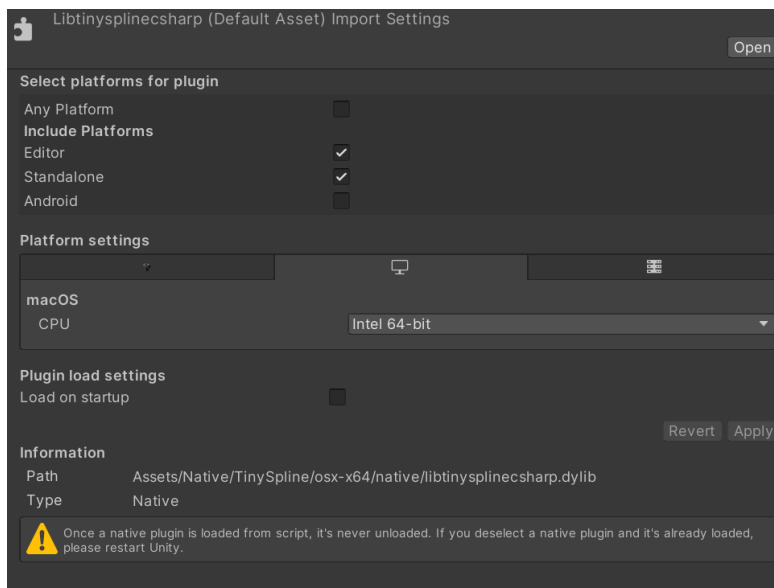 Libtinysplinecsharp (Default Asset) Import Settings
Open
Select platforms for plugin
Any Platform
Include Platforms
Editor
Standalone
Android
Platform settings
macOS
CPU Intel 64-bit
Plugin load settings
Load on startup
Revert Apply
Information
Path Assets/Native/TinySpline/osx-x64/native/libtinysplinecsharp.dylib
Type Native
Once a native plugin is loaded from script, it's never unloaded. If you deselect a native plugin and it's already loaded,
please restart Unity.